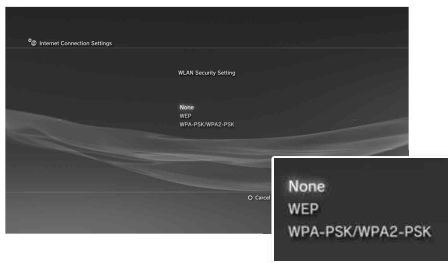 Internet Connection Settings
WLAN Security Setting
None
WEP
WPA-PSK/WPA2-PSK
Cancel
None
WEP
WPA-PSK/WPA2-PSK